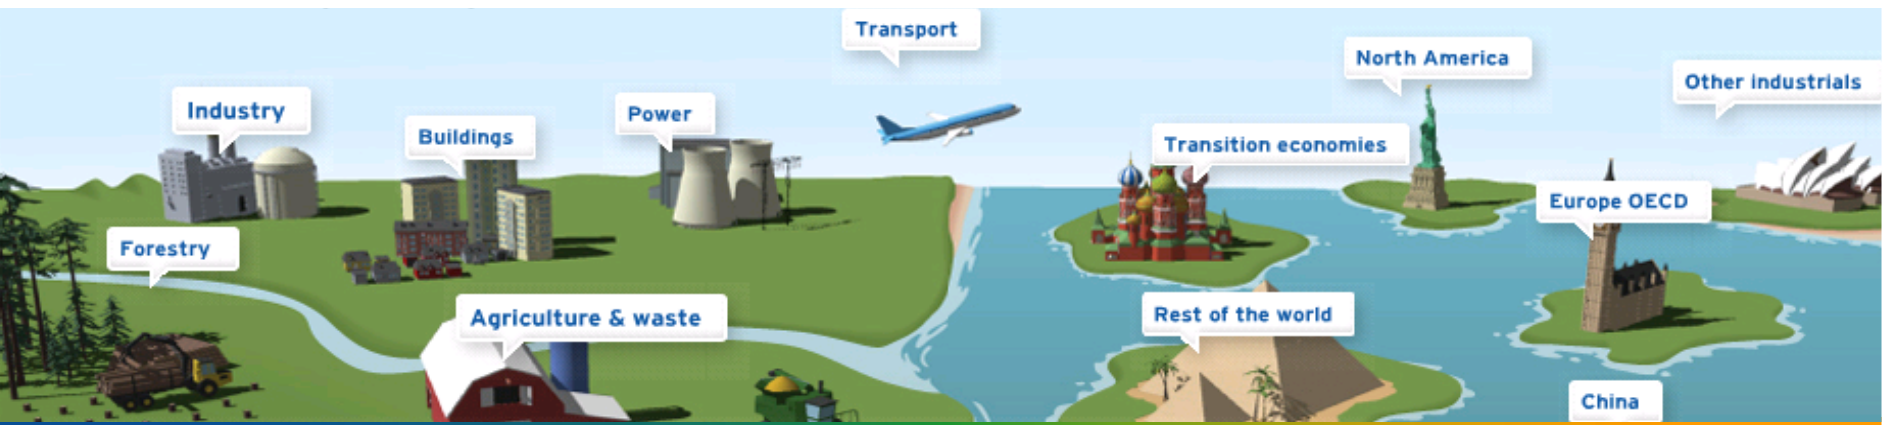 Transport
North America
Other industrials
Industry
Power
Buildings
Transition economies
Europe OECD
Forestry
Agriculture & waste
Rest of the world
China